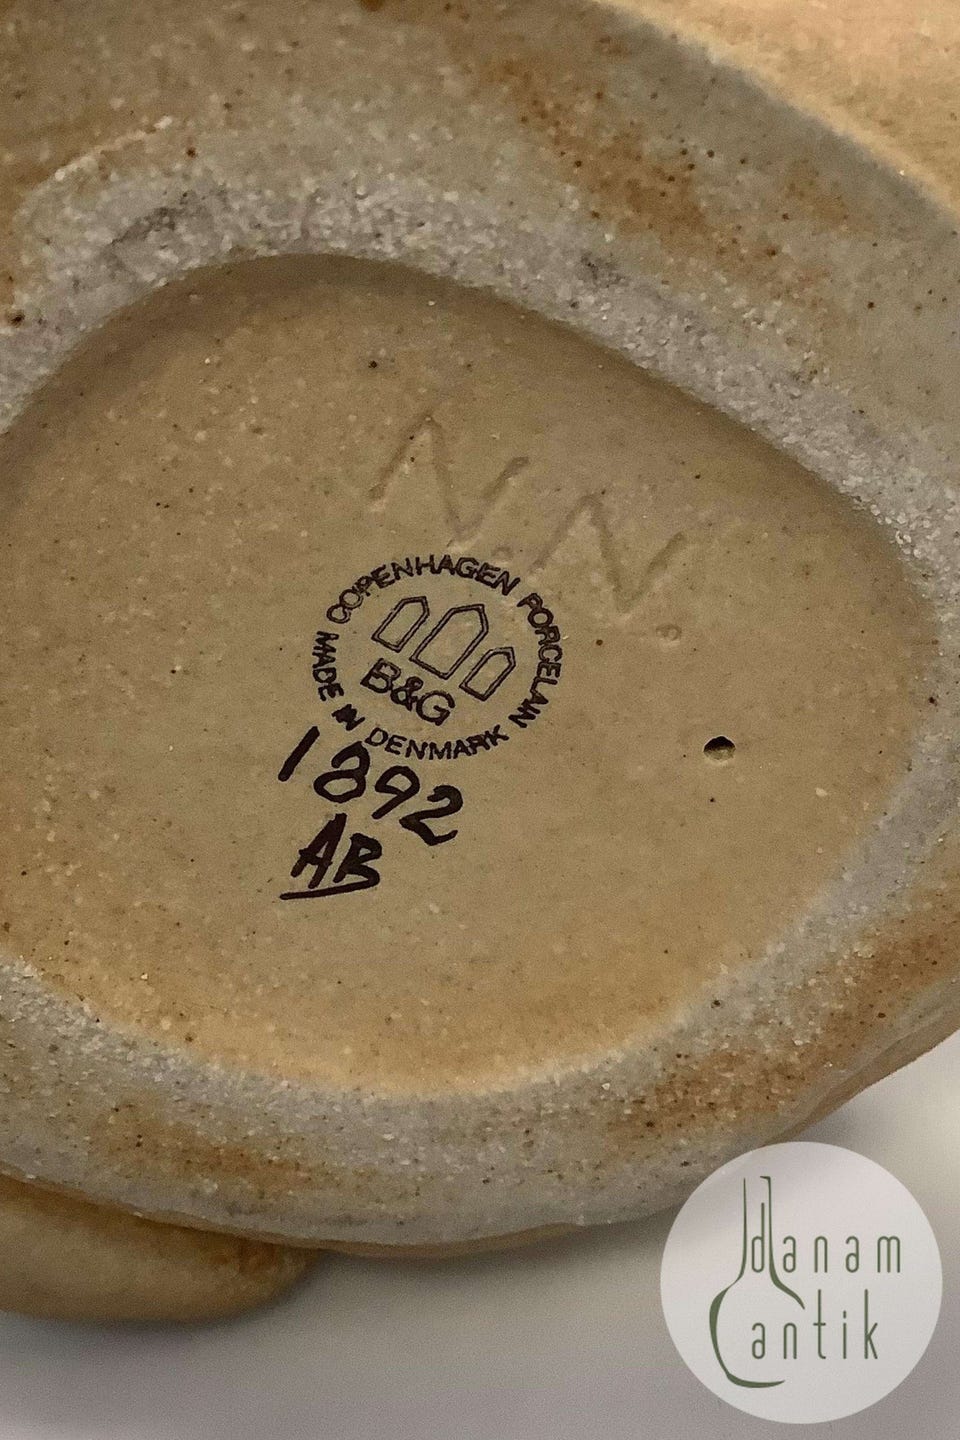 N.N.
COPENHAGEN PORCELAIN
B&G
MADE IN DENMARK
1892
AB
danam
antik